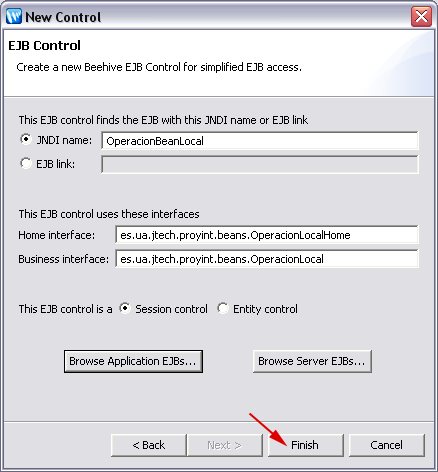 New Control
EJB Control
Create a new Beehive EJB Control for simplified EJB access.
This EJB control finds the EJB with this JNDI name or EJB link
JNDI name: OperacionBeanLocal
EJB link:
This EJB control uses these interfaces
Home interface: es.ua.jtech.proyint.beans.OperacionLocalHome
Business interface: es.ua.jtech.proyint.beans.OperacionLocal
This EJB control is a Session control Entity control
Browse Application EJBs... Browse Server EJBs...
< Back Next > Finish Cancel